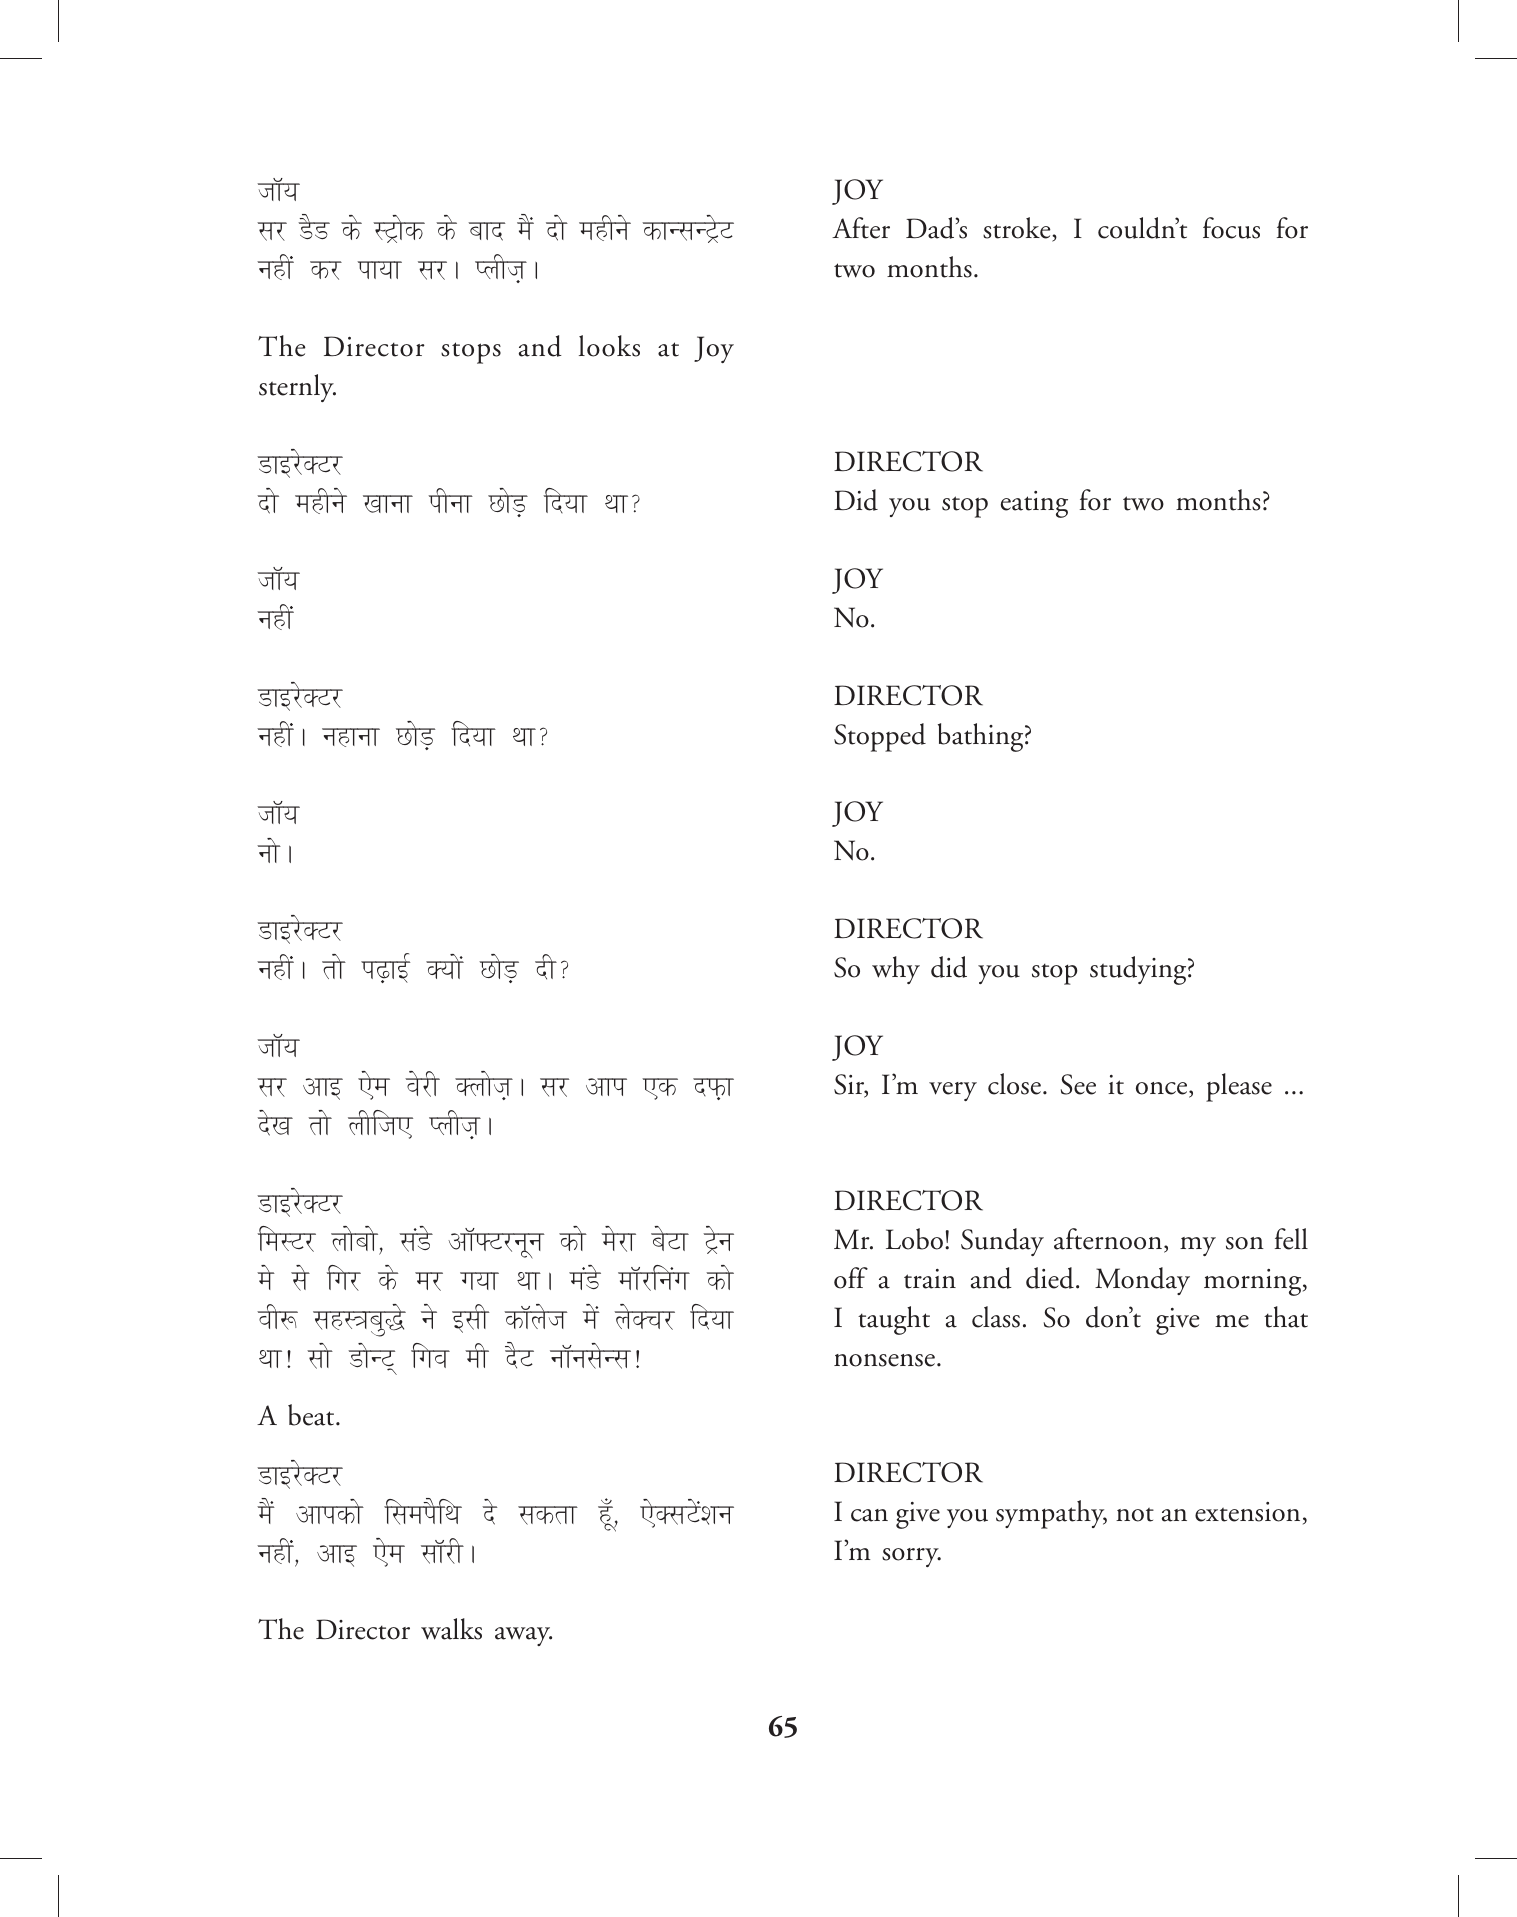 जॉय
सर डैड के स्ट्रोक के बाद मैं दो महीने कान्सन्ट्रेट
नहीं कर पाया सर। प्लीज़।
The Director stops and looks at Joy
sternly.
डाइरेक्टर
दो महीने खाना पीना छोड़ दिया था?
जॉय
नहीं
डाइरेक्टर
नहीं। नहाना छोड़ दिया था?
जॉय
नो।
डाइरेक्टर
नहीं। तो पढ़ाई क्यों छोड़ दी?
जॉय
सर आइ ऐम वेरी क्लोज़। सर आप एक दफ़ा
देख तो लीजिए प्लीज़।
डाइरेक्टर
मिस्टर लोबो, संडे ऑफ्टरनून को मेरा बेटा ट्रेन
मे से गिर के मर गया था। मंडे मॉरनिंग को
वीरू सहस्त्रबुद्धे ने इसी कॉलेज में लेक्चर दिया
था! सो डोन्ट् गिव मी दैट नॉनसेन्स!
A beat.
डाइरेक्टर
मैं आपको सिमपैथि दे सकता हूँ, ऐक्सटेंशन
नहीं, आइ ऐम सॉरी।
The Director walks away.
JOY
After Dad’s stroke, I couldn’t focus for
two months.
DIRECTOR
Did you stop eating for two months?
JOY
No.
DIRECTOR
Stopped bathing?
JOY
No.
DIRECTOR
So why did you stop studying?
JOY
Sir, I’m very close. See it once, please ...
DIRECTOR
Mr. Lobo! Sunday afternoon, my son fell
off a train and died. Monday morning,
I taught a class. So don’t give me that
nonsense.
DIRECTOR
I can give you sympathy, not an extension,
I’m sorry.
65